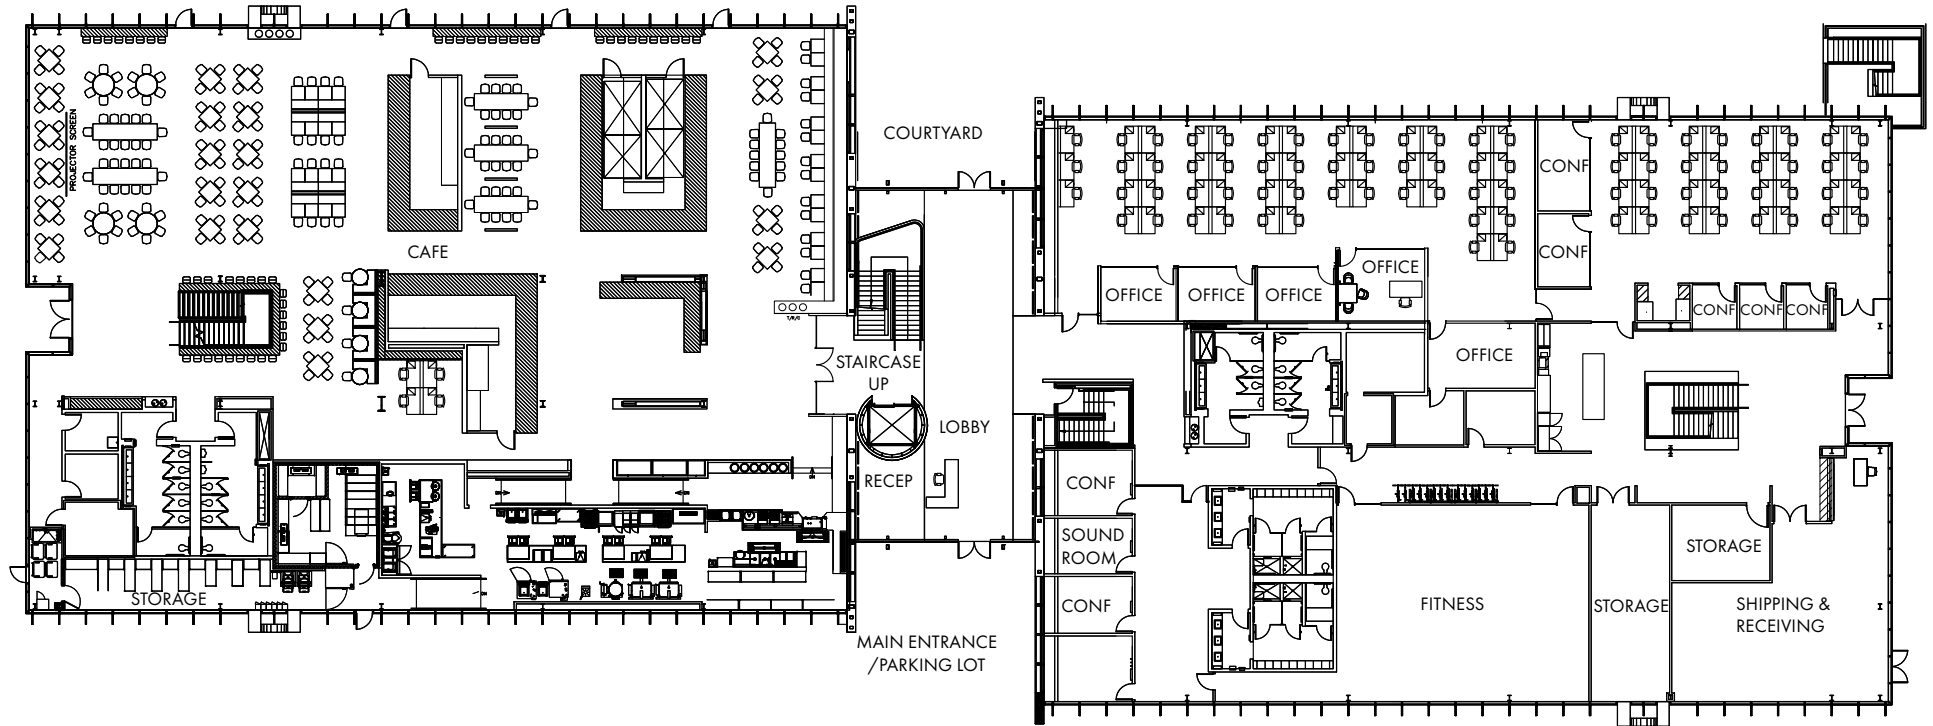 PROJECTOR SCREEN
CAFE
T/R/C
STORAGE
COURTYARD
STAIRCASE
UP
LOBBY
RECEP
MAIN ENTRANCE
/PARKING LOT
CONF
CONF
OFFICE
OFFICE
OFFICE
OFFICE
CONF
CONF
CONF
OFFICE
CONF
SOUND
ROOM
CONF
FITNESS
STORAGE
STORAGE
SHIPPING &
RECEIVING